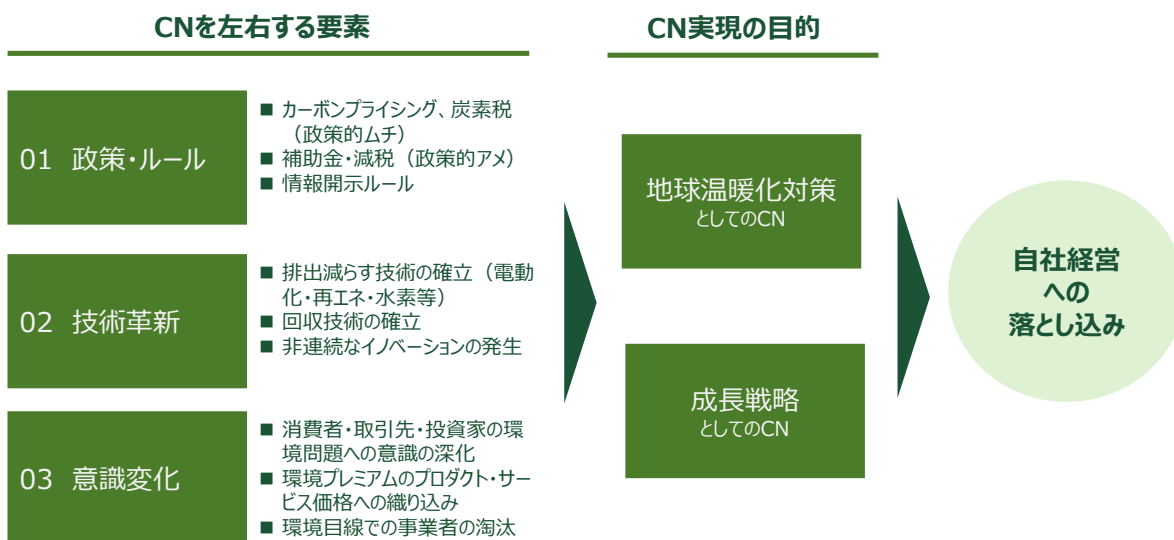 CNを左右する要素
01 政策・ルール
■ カーボンプライシング、炭素税
（政策的ムチ）
■ 補助金・減税（政策的アメ）
■ 情報開示ルール
02 技術革新
■ 排出減らす技術の確立（電動
化・再エネ・水素等）
■ 回収技術の確立
■ 非連続なイノベーションの発生
03 意識変化
■ 消費者・取引先・投資家の環
境問題への意識の深化
■ 環境プレミアムのプロダクト・サー
ビス価格への織り込み
■ 環境目線での事業者の淘汰
CN実現の目的
地球温暖化対策
としてのCN
成長戦略
としてのCN
自社経営
への
落とし込み